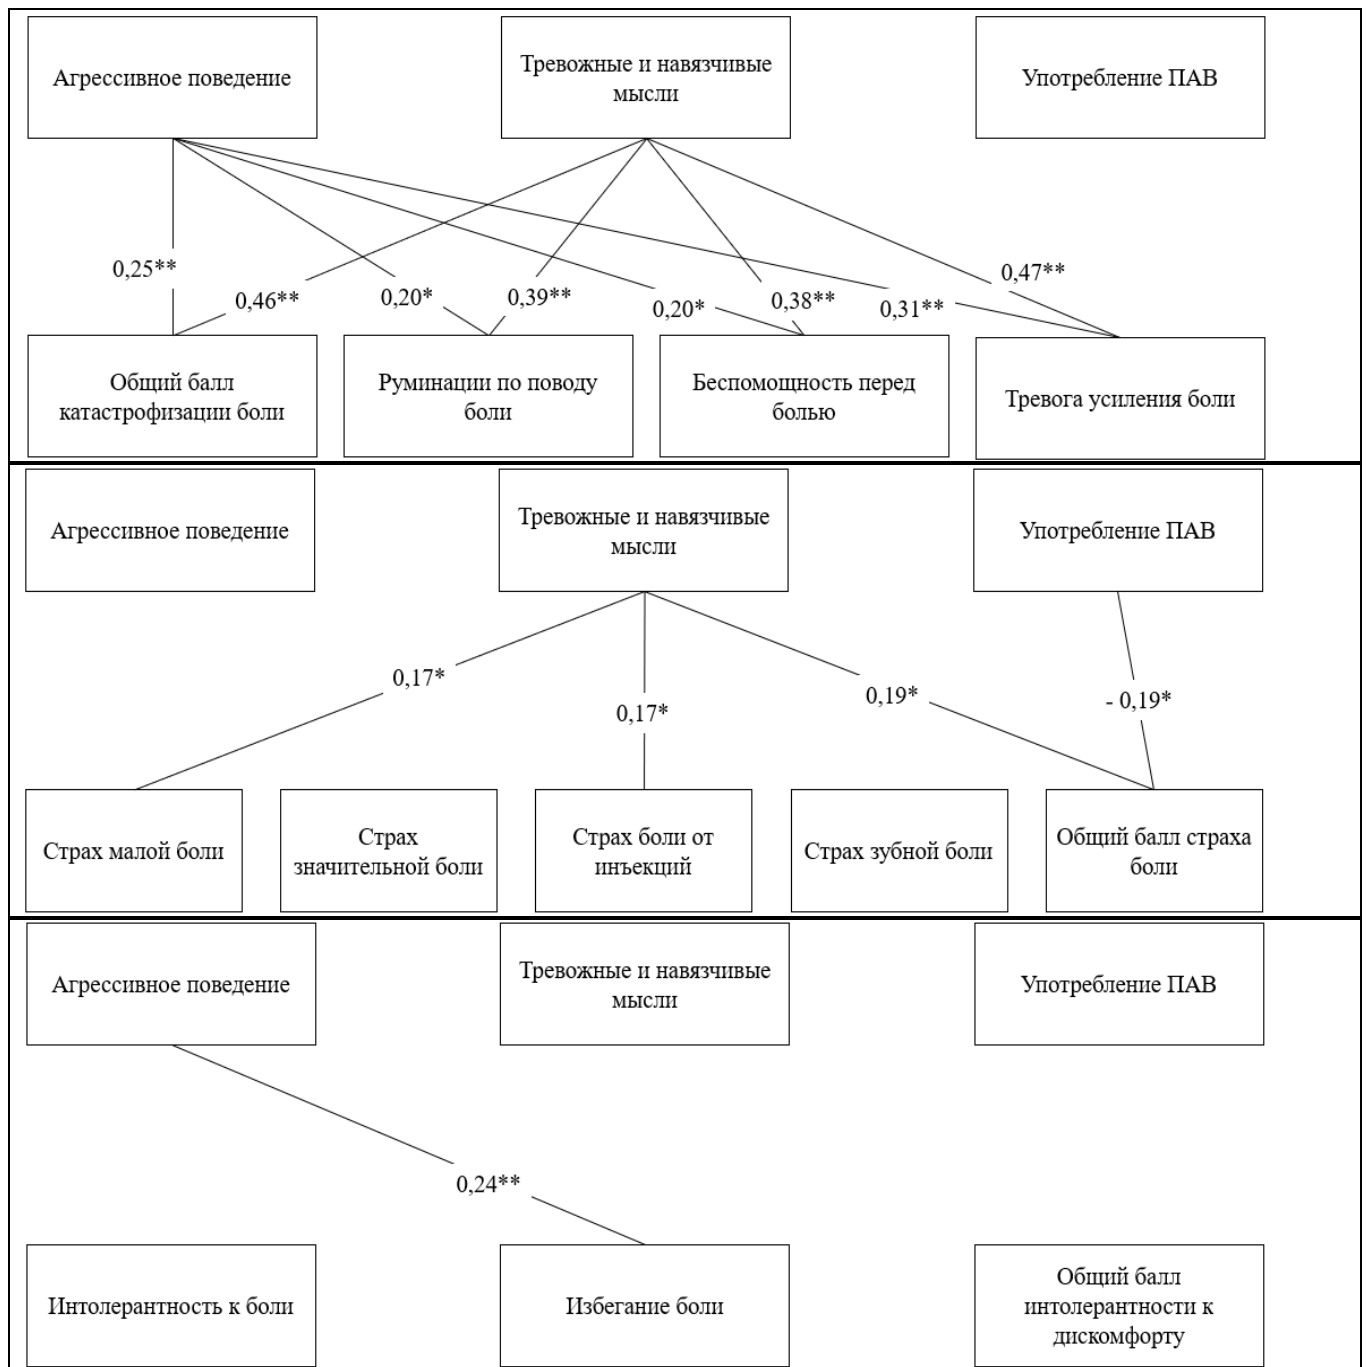 Агрессивное поведение
Тревожные и навязчивые
мысли
Употребление ПАВ
0,25**
0,46**
0,20*
0,39**
0,20*
0,38**
0,31**
0,47**
Общий балл
катастрофизации боли
Руминации по поводу
боли
Беспомощность перед
болью
Тревога усиления боли
Агрессивное поведение
Тревожные и навязчивые
мысли
Употребление ПАВ
0,17*
0,17*
0,19*
- 0,19*
Страх малой боли
Страх
значительной боли
Страх боли от
инъекций
Страх зубной боли
Общий балл страха
боли
Агрессивное поведение
Тревожные и навязчивые
мысли
Употребление ПАВ
0,24**
Интолерантность к боли
Избегание боли
Общий балл
интолерантности к
дискомфорту